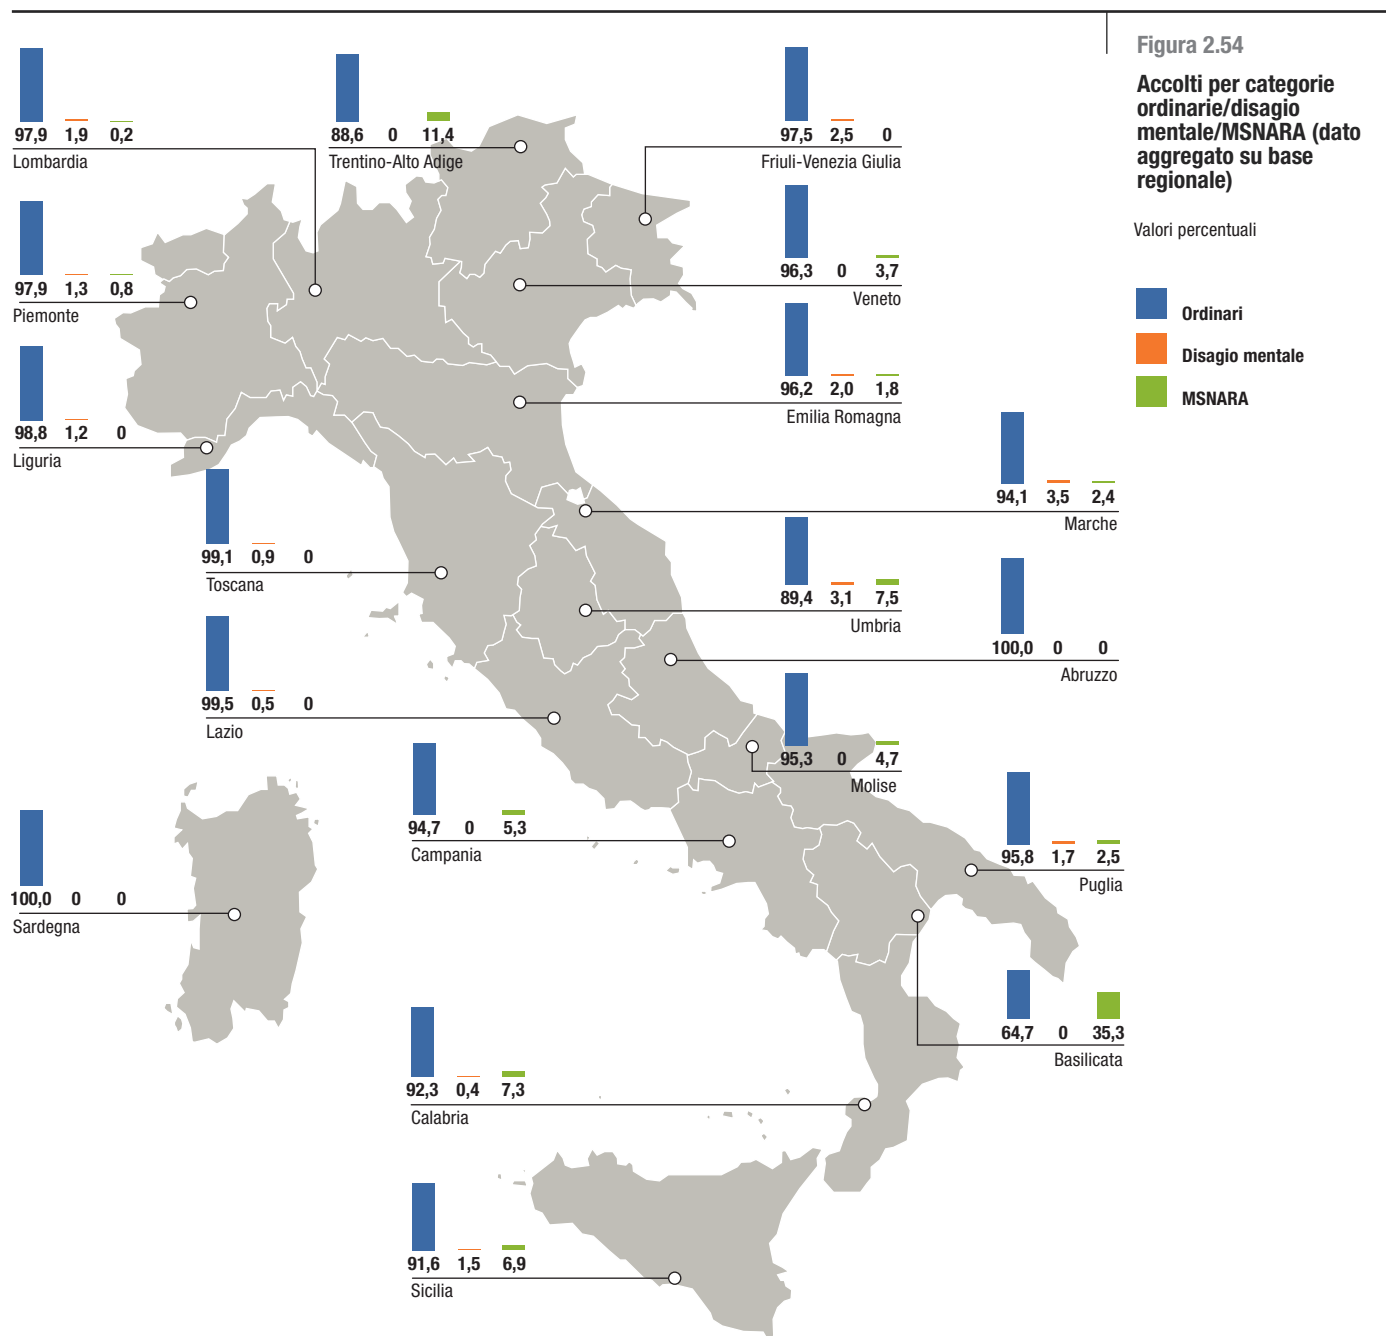 Figura 2.54
Accolti per categorie
ordinarie/disagio
mentale/MSNARA (dato
aggregato su base
regionale)
Valori percentuali
Ordinari
Disagio mentale
MSNARA
97,9 1,9 0,2
Lombardia
88,6 0 11,4
Trentino-Alto Adige
97,5 2,5 0
Friuli-Venezia Giulia
97,9 1,3 0,8
Piemonte
96,3 0 3,7
Veneto
98,8 1,2 0
Liguria
96,2 2,0 1,8
Emilia Romagna
94,1 3,5 2,4
Marche
99,1 0,9 0
Toscana
89,4 3,1 7,5
Umbria
100,0 0 0
Abruzzo
99,5 0,5 0
Lazio
95,3 0 4,7
Molise
94,7 0 5,3
Campania
95,8 1,7 2,5
Puglia
100,0 0 0
Sardegna
64,7 0 35,3
Basilicata
92,3 0,4 7,3
Calabria
91,6 1,5 6,9
Sicilia